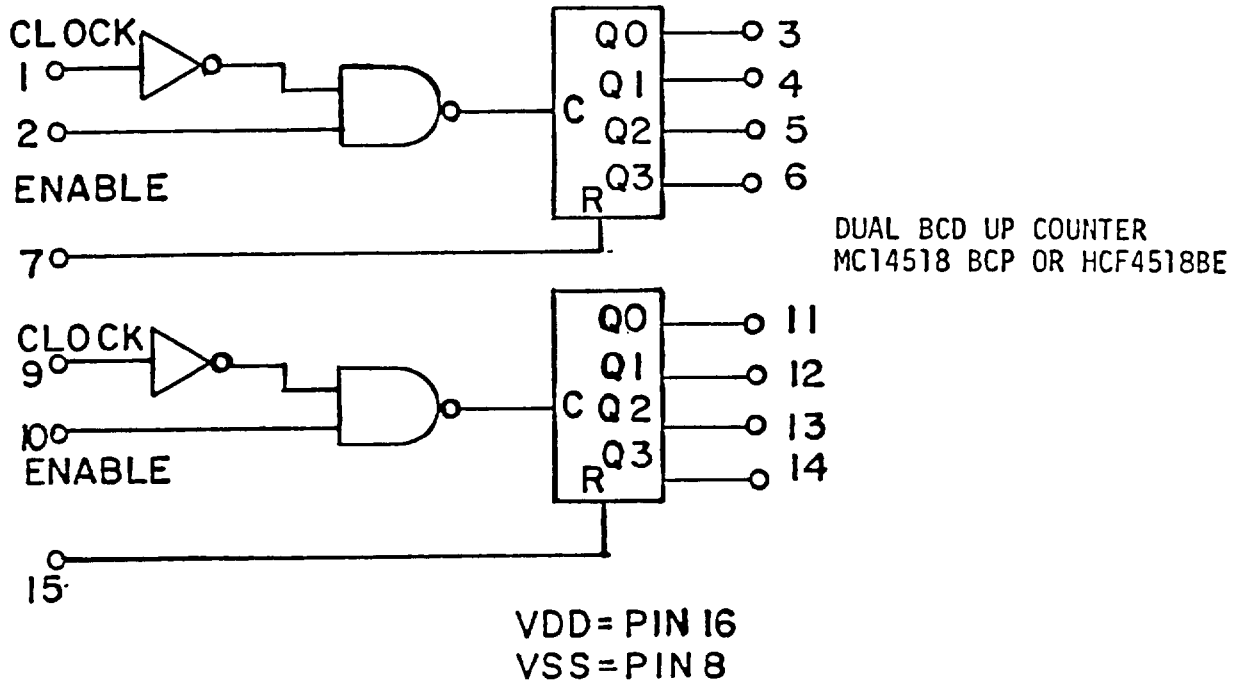 CLOCK
1
2
ENABLE
7
C
R
Q0
Q1
Q2
Q3
3
4
5
6
DUAL BCD UP COUNTER
MC14518 BCP OR HCF4518BE
CLOCK
9
10
ENABLE
15
C
R
Q0
Q1
Q2
Q3
11
12
13
14
VDD=PIN 16
VSS=PIN 8